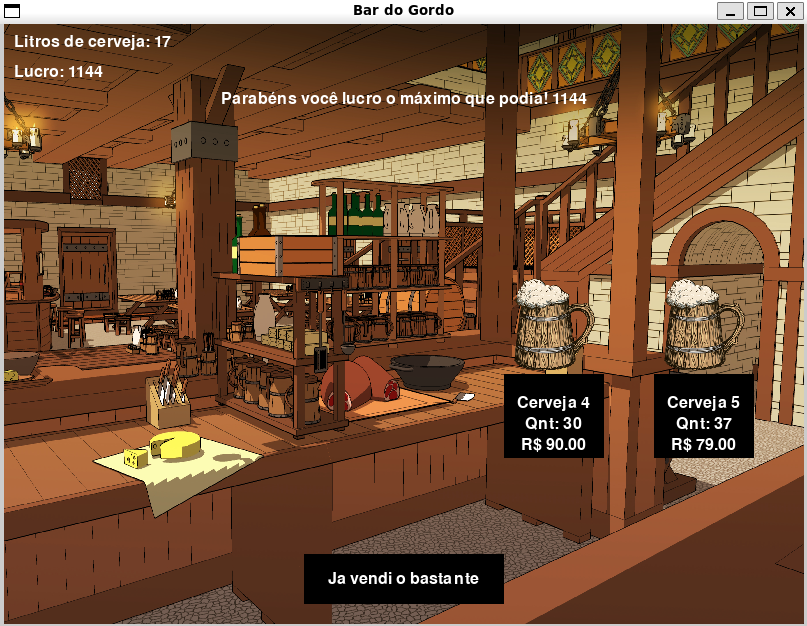 Bar do Gordo
Litros de cerveja: 17
Lucro: 1144
Parabéns você lucro o máximo que podia! 1144
Cerveja 4
Qnt: 30
R$ 90.00
Cerveja 5
Qnt: 37
R$ 79.00
Ja vendi o bastante